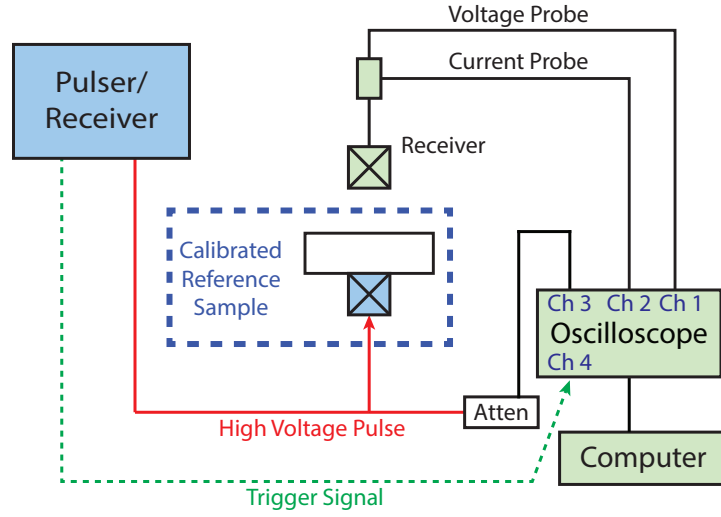 Voltage Probe
Current Probe
Pulser/
Receiver
Receiver
Calibrated
Reference
Sample
Ch 3 Ch 2 Ch 1
Oscilloscope
Ch 4
Atten
High Voltage Pulse
Computer
Trigger Signal